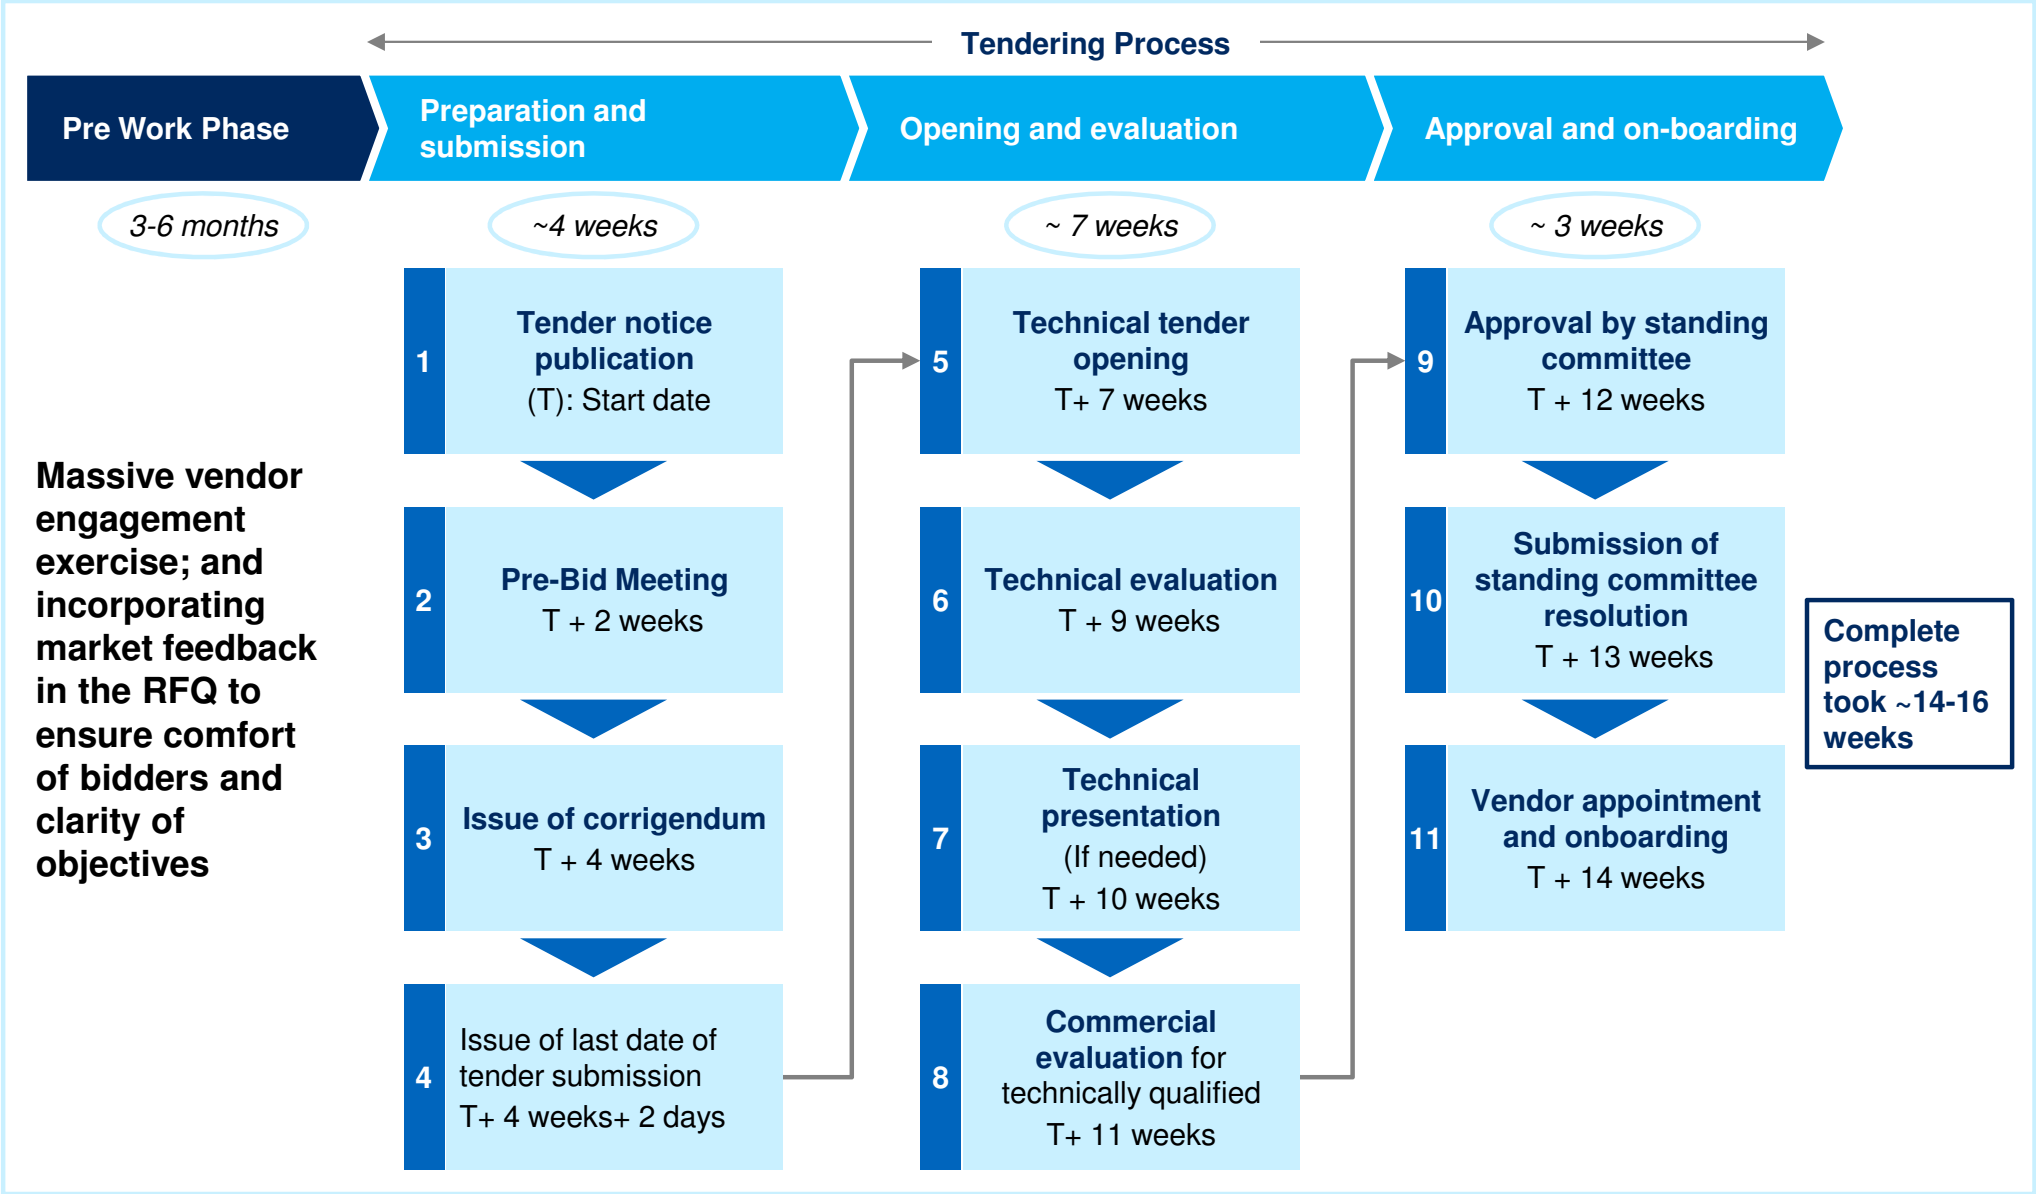 Tendering Process
Pre Work Phase
Preparation and
submission
Opening and evaluation
Approval and on-boarding
3-6 months
~4 weeks
~ 7 weeks
~ 3 weeks
Massive vendor
engagement
exercise; and
incorporating
market feedback
in the RFQ to
ensure comfort
of bidders and
clarity of
objectives
1
Tender notice
publication
(T): Start date
2
Pre-Bid Meeting
T + 2 weeks
3
Issue of corrigendum
T + 4 weeks
4
Issue of last date of
tender submission
T+ 4 weeks+ 2 days
5
Technical tender
opening
T+ 7 weeks
6
Technical evaluation
T + 9 weeks
7
Technical
presentation
(If needed)
T + 10 weeks
8
Commercial
evaluation for
technically qualified
T+ 11 weeks
9
Approval by standing
committee
T + 12 weeks
10
Submission of
standing committee
resolution
T + 13 weeks
11
Vendor appointment
and onboarding
T + 14 weeks
Complete
process
took ~14-16
weeks